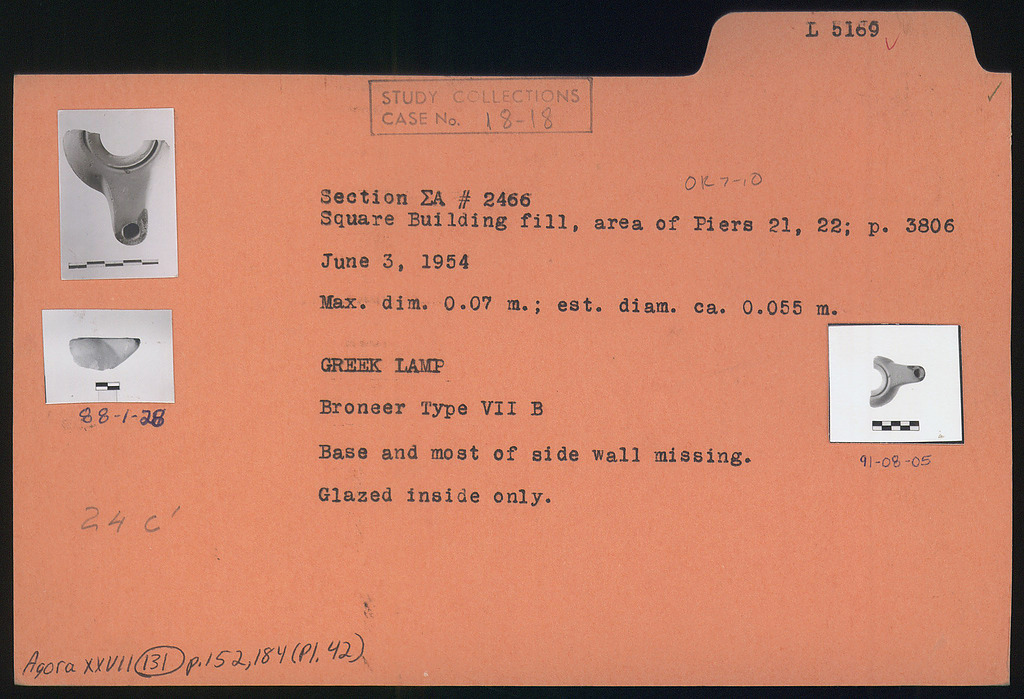 L 5169
STUDY COLLECTIONS
CASE No. 18-18
OK 7-10
Section ΣA # 2466
Square Building fill, area of Piers 21, 22; p. 3806
June 3, 1954
Max. dim. 0.07 m.; est. diam. ca. 0.055 m.
GREEK LAMP
Broneer Type VII B
Base and most of side wall missing.
Glazed inside only.
88-1-28
91-08-05
24 C'
Agora XXVII (131) p.152,184 (Pl. 42)